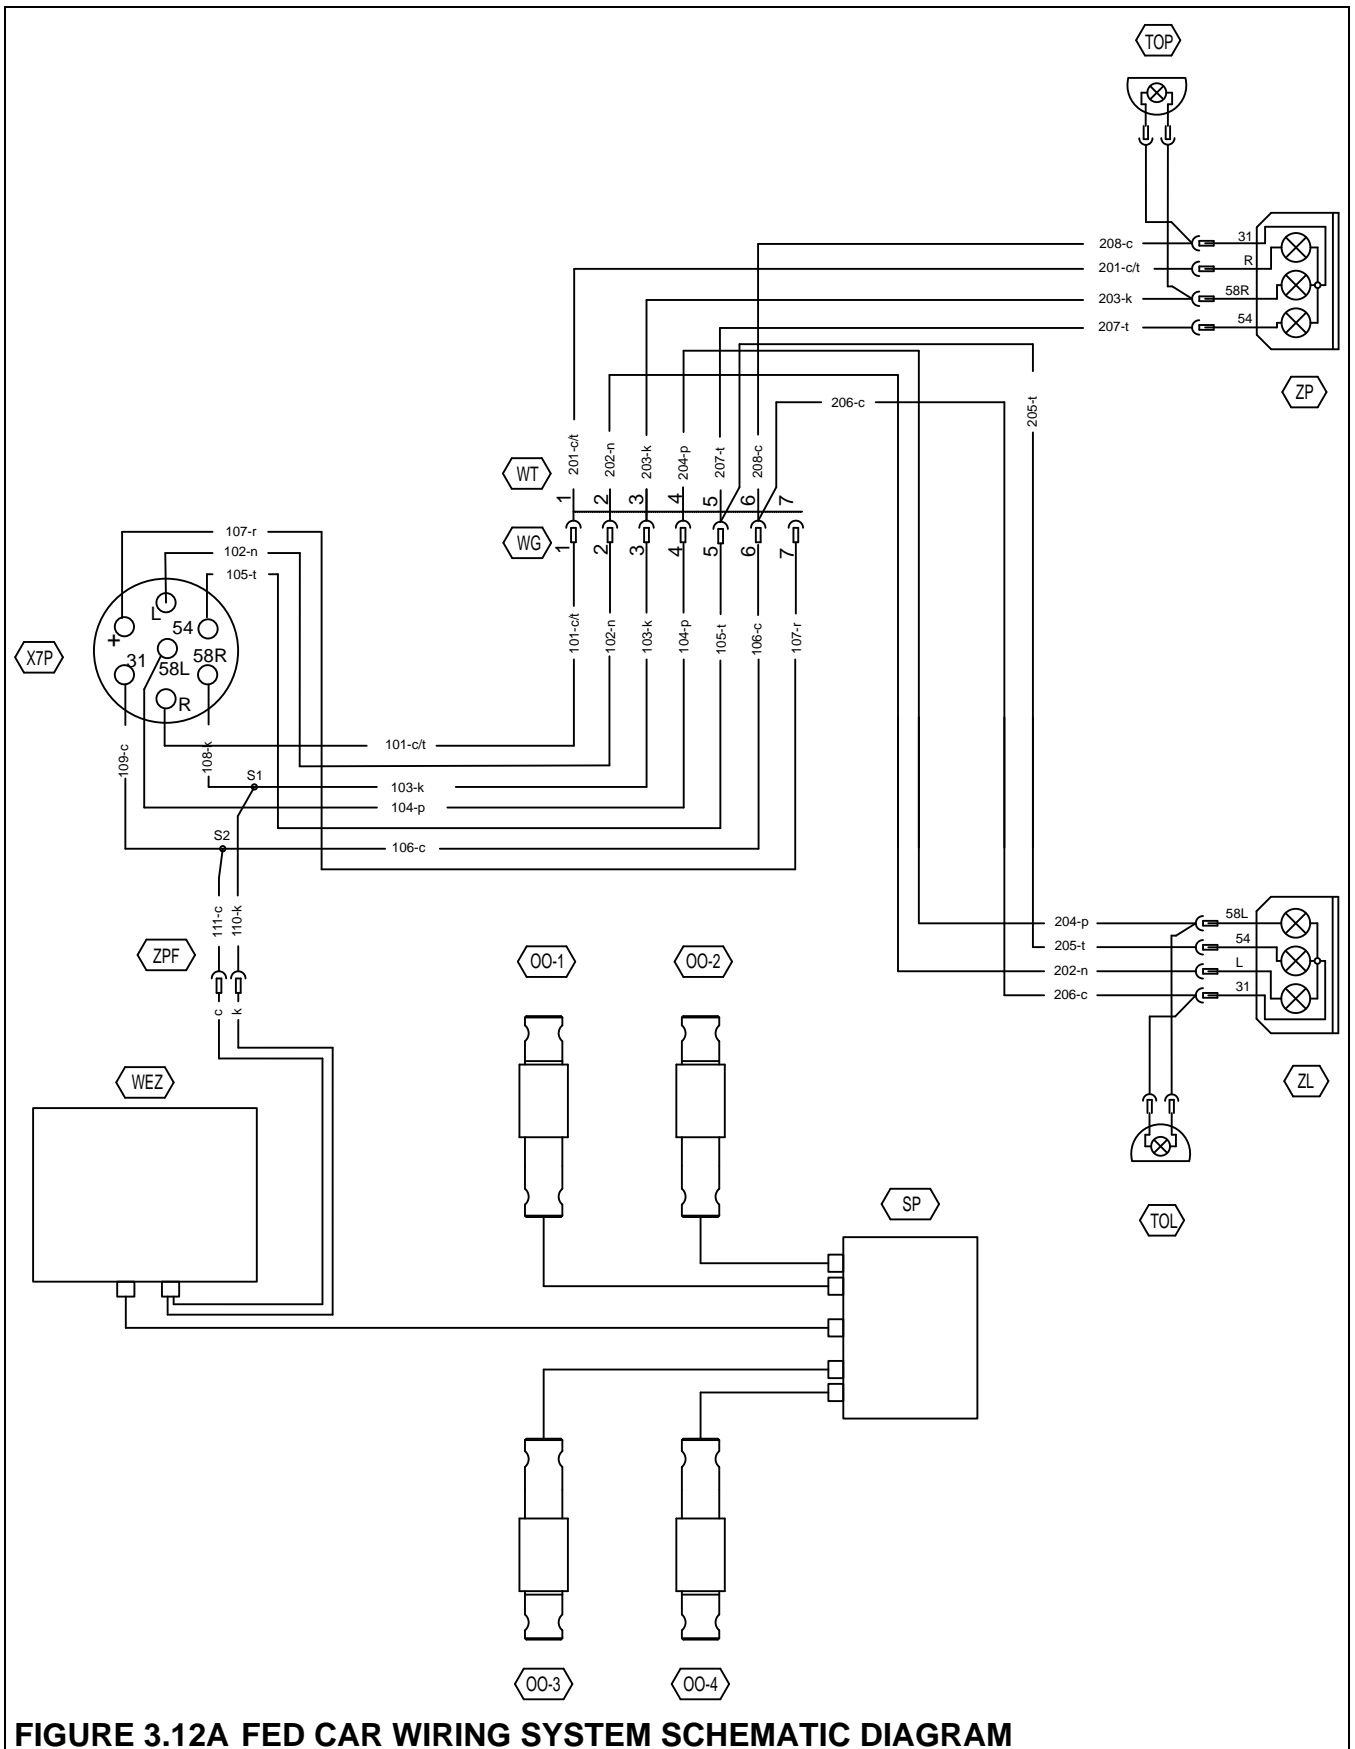 TOP
208-c
31
201-c/t
R
203-k
58R
207-t
54
ZP
206-c
205-t
201-c/t
202-n
203-k
204-p
207-t
208-c
WT
1
2
3
4
5
6
7
WG
1
2
3
4
5
6
7
101-c/t
102-n
103-k
104-p
105-t
106-c
107-r
107-r
102-n
105-t
L
54
+
X7P
31
58L
58R
R
109-c
108-k
101-c/t
S1
103-k
104-p
S2
106-c
111-c
110-k
ZPF
c
k
OO-1
OO-2
204-p
58L
205-t
54
202-n
L
206-c
31
ZL
WEZ
SP
TOL
OO-3
OO-4
FIGURE 3.12A FED CAR WIRING SYSTEM SCHEMATIC DIAGRAM